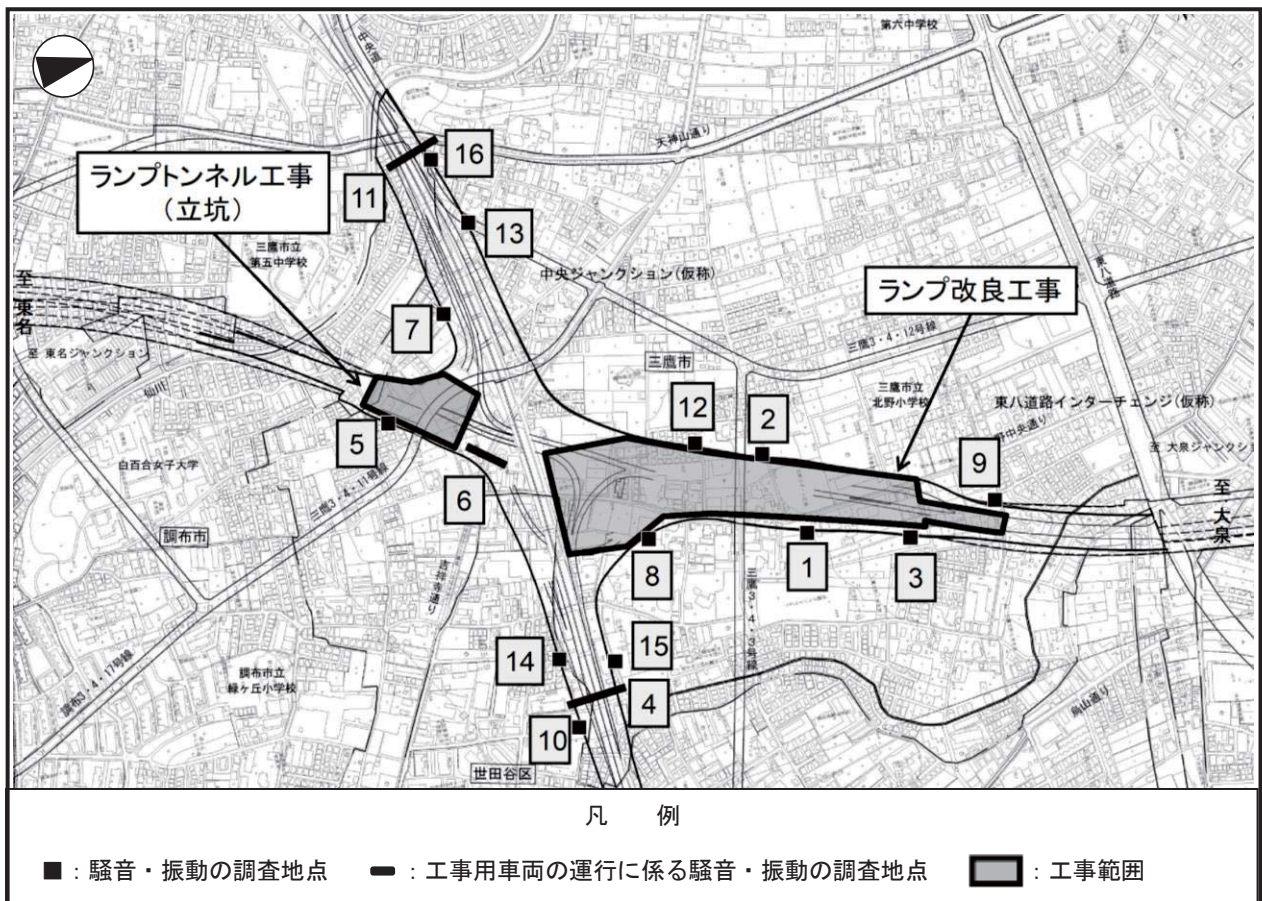 第六中学校
中央道
天神山通り
ランプトンネル工事
(立坑)
16
11
13
三鷹市立
第五中学校
至
東名
中央ジャンクション(仮称)
東八道路
ランプ改良工事
7
三鷹3・4・12号線
至 東名ジャンクション
仙川
三鷹市
三鷹市立
北野小学校
東八道路インターチェンジ(仮称)
12
2
9
至 大泉ジャンクション
至
大泉
5
白百合女子大学
三鷹3・4・11号線
6
調布市
吉祥寺通り
8
1
3
三鷹3・4・3号線
14
15
調布3・4・17号線
調布市立
緑ヶ丘小学校
4
10
烏山通り
世田谷区
凡 例
■:騒音・振動の調査地点
:工事用車両の運行に係る騒音・振動の調査地点
:工事範囲